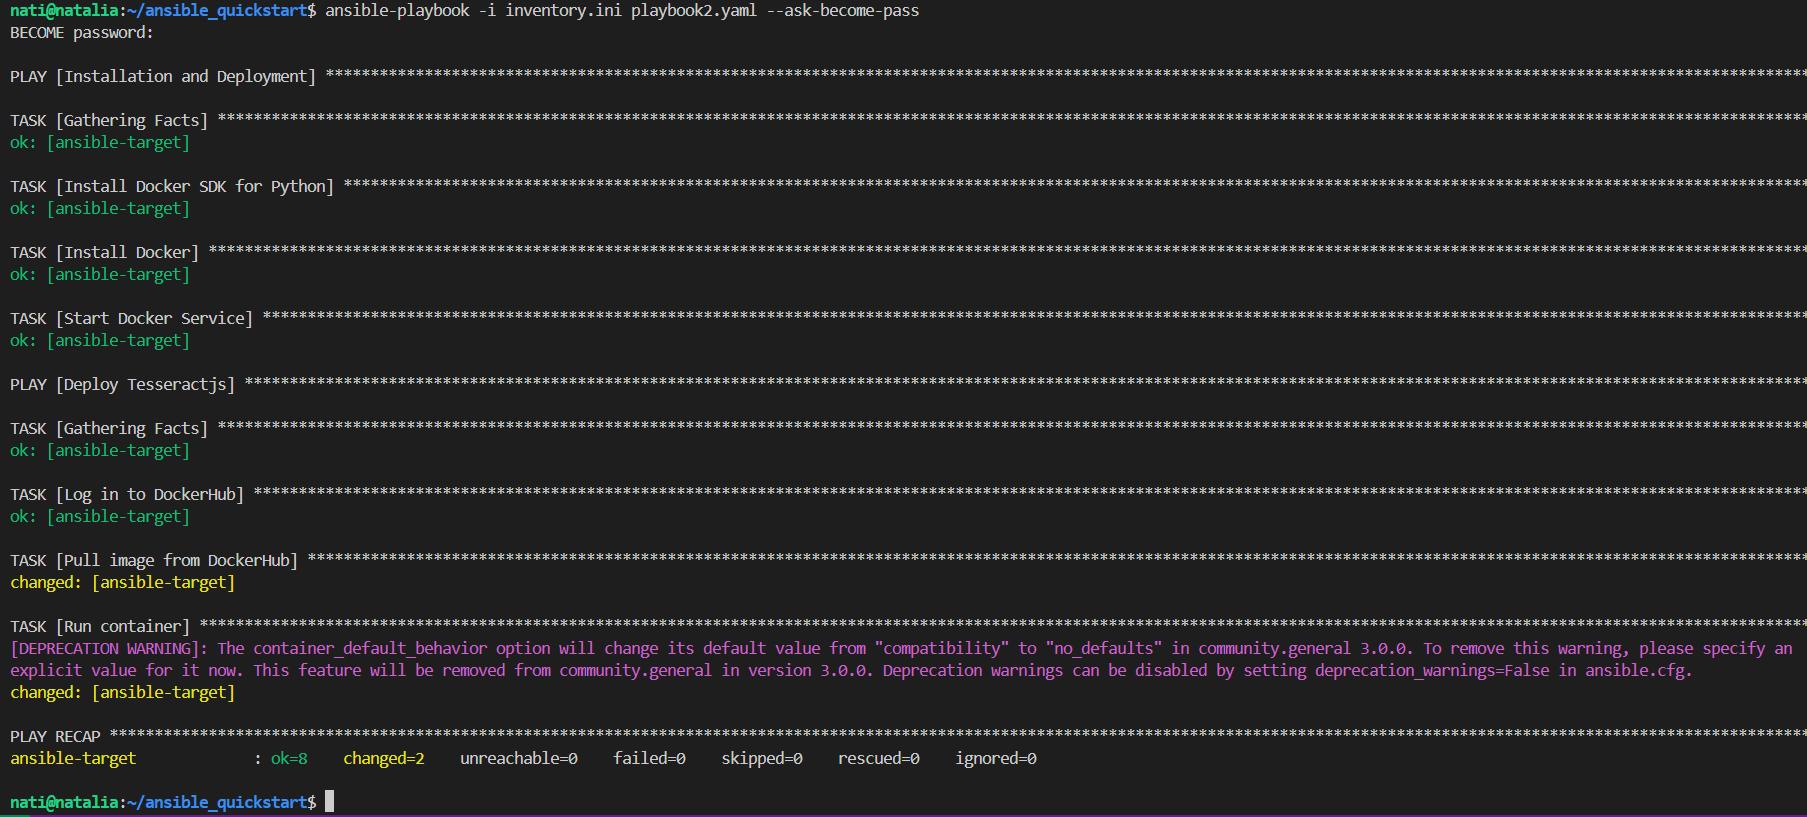 nati@natalia:~/ansible_quickstart$ ansible-playbook -i inventory.ini playbook2.yaml --ask-become-pass
BECOME password:
PLAY [Installation and Deployment] ********************************************************************************************************************************************************************
TASK [Gathering Facts] ********************************************************************************************************************************************************************************
ok: [ansible-target]
TASK [Install Docker SDK for Python] ******************************************************************************************************************************************************************
ok: [ansible-target]
TASK [Install Docker] *********************************************************************************************************************************************************************************
ok: [ansible-target]
TASK [Start Docker Service] ***************************************************************************************************************************************************************************
ok: [ansible-target]
PLAY [Deploy Tesseractjs] *****************************************************************************************************************************************************************************
TASK [Gathering Facts] ********************************************************************************************************************************************************************************
ok: [ansible-target]
TASK [Log in to DockerHub] ****************************************************************************************************************************************************************************
ok: [ansible-target]
TASK [Pull image from DockerHub] **********************************************************************************************************************************************************************
changed: [ansible-target]
TASK [Run container] **********************************************************************************************************************************************************************************
[DEPRECATION WARNING]: The container_default_behavior option will change its default value from "compatibility" to "no_defaults" in community.general 3.0.0. To remove this warning, please specify an
explicit value for it now. This feature will be removed from community.general in version 3.0.0. Deprecation warnings can be disabled by setting deprecation_warnings=False in ansible.cfg.
changed: [ansible-target]
PLAY RECAP ********************************************************************************************************************************************************************************************
ansible-target             : ok=8    changed=2    unreachable=0    failed=0    skipped=0    rescued=0    ignored=0
nati@natalia:~/ansible_quickstart$